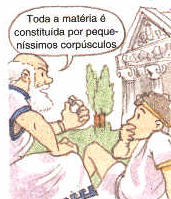 Toda a matéria é
constituída por peque-
níssimos corpúsculos